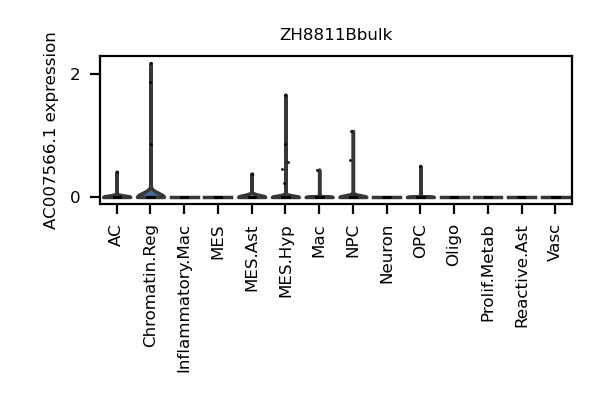 ZH8811Bbulk
AC007566.1 expression
2
0
AC
Chromatin.Reg
Inflammatory.Mac
MES
MES.Ast
MES.Hyp
Mac
NPC
Neuron
OPC
Oligo
Prolif.Metab
Reactive.Ast
Vasc